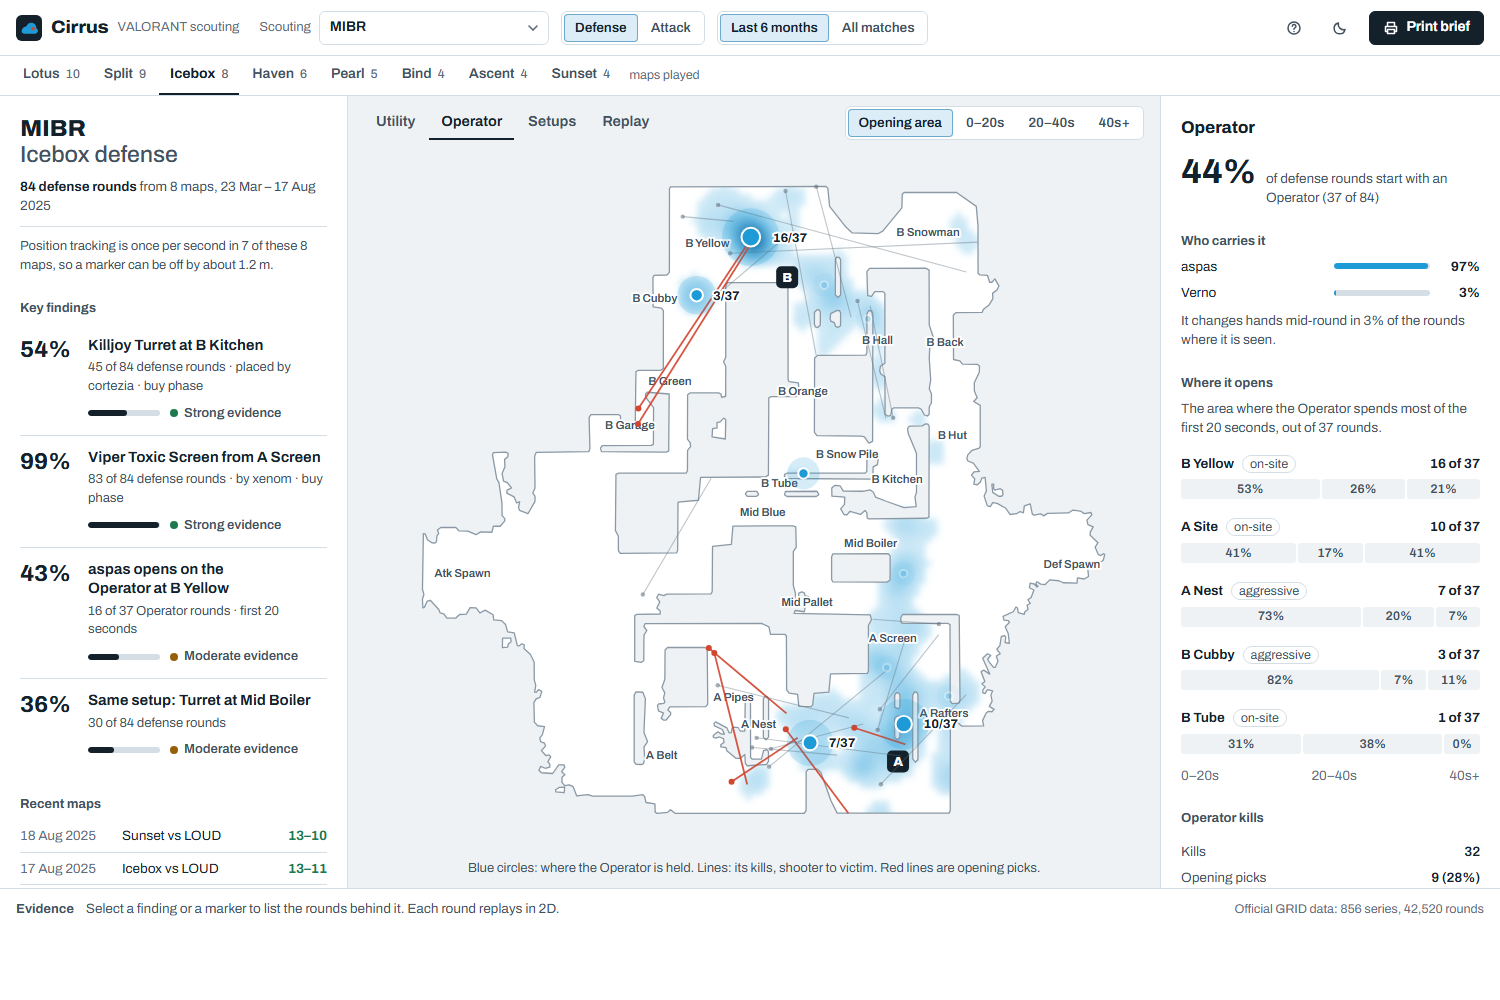 Cirrus VALORANT scouting Scouting MIBR Defense Attack Last 6 months All matches Print brief
Lotus 10 Split 9 Icebox 8 Haven 6 Pearl 5 Bind 4 Ascent 4 Sunset 4 maps played
MIBR
Icebox defense
84 defense rounds from 8 maps, 23 Mar – 17 Aug
2025
Position tracking is once per second in 7 of these 8
maps, so a marker can be off by about 1.2 m.
Key findings
54% Killjoy Turret at B Kitchen
45 of 84 defense rounds · placed by
cortezia · buy phase
Strong evidence
99% Viper Toxic Screen from A Screen
83 of 84 defense rounds · by xenom · buy
phase
Strong evidence
43% aspas opens on the
Operator at B Yellow
16 of 37 Operator rounds · first 20
seconds
Moderate evidence
36% Same setup: Turret at Mid Boiler
30 of 84 defense rounds
Moderate evidence
Recent maps
18 Aug 2025 Sunset vs LOUD 13–10
17 Aug 2025 Icebox vs LOUD 13–11
Utility Operator Setups Replay
Opening area 0–20s 20–40s 40s+
B Snowman
B Yellow 16/37
B
B Cubby 3/37
B Hall
B Back
B Green
B Orange
B Garage
B Hut
B Snow Pile
B Tube
B Kitchen
Mid Blue
Mid Boiler
Def Spawn
Atk Spawn
Mid Pallet
A Screen
A Pipes
A Rafters
A Nest
10/37
7/37
A Belt
A
Blue circles: where the Operator is held. Lines: its kills, shooter to victim. Red lines are opening picks.
Operator
44% of defense rounds start with an
Operator (37 of 84)
Who carries it
aspas 97%
Verno 3%
It changes hands mid-round in 3% of the rounds
where it is seen.
Where it opens
The area where the Operator spends most of the
first 20 seconds, out of 37 rounds.
B Yellow on-site 16 of 37
53% 26% 21%
A Site on-site 10 of 37
41% 17% 41%
A Nest aggressive 7 of 37
73% 20% 7%
B Cubby aggressive 3 of 37
82% 7% 11%
B Tube on-site 1 of 37
31% 38% 0%
0–20s 20–40s 40s+
Operator kills
Kills 32
Opening picks 9 (28%)
Evidence Select a finding or a marker to list the rounds behind it. Each round replays in 2D.
Official GRID data: 856 series, 42,520 rounds